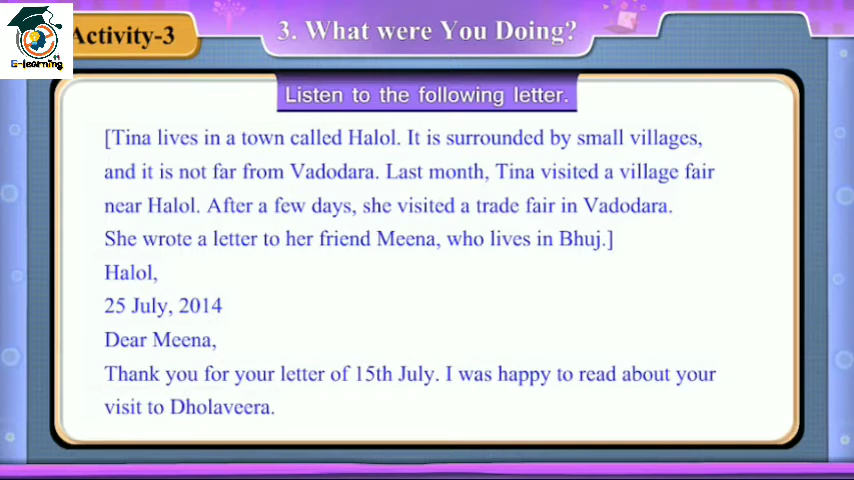 E-learning
Activity-3
3. What were You Doing?
Listen to the following letter.
[Tina lives in a town called Halol. It is surrounded by small villages,
and it is not far from Vadodara. Last month, Tina visited a village fair
near Halol. After a few days, she visited a trade fair in Vadodara.
She wrote a letter to her friend Meena, who lives in Bhuj.]
Halol,
25 July, 2014
Dear Meena,
Thank you for your letter of 15th July. I was happy to read about your
visit to Dholaveera.